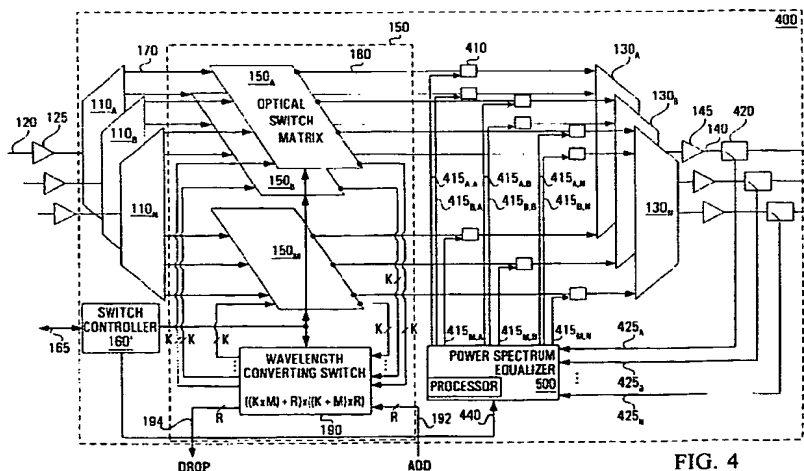 150
400
170
180
410
130A
150A
OPTICAL
SWITCH
MATRIX
110A
130B
120
125
110B
145
140
420
150B
415A,A
415A,B
415A,N
415B,A
415B,B
415B,N
110N
130N
K
150M
SWITCH
CONTROLLER
160'
165
K K
K
K K
415M,A
415M,B
415M,N
425A
WAVELENGTH
CONVERTING SWITCH
((K x M) + R)x((K + M)x R)
POWER SPECTRUM
EQUALIZER
500
PROCESSOR
425B
425N
194
R
190
R
192
440
DROP
ADD
FIG. 4